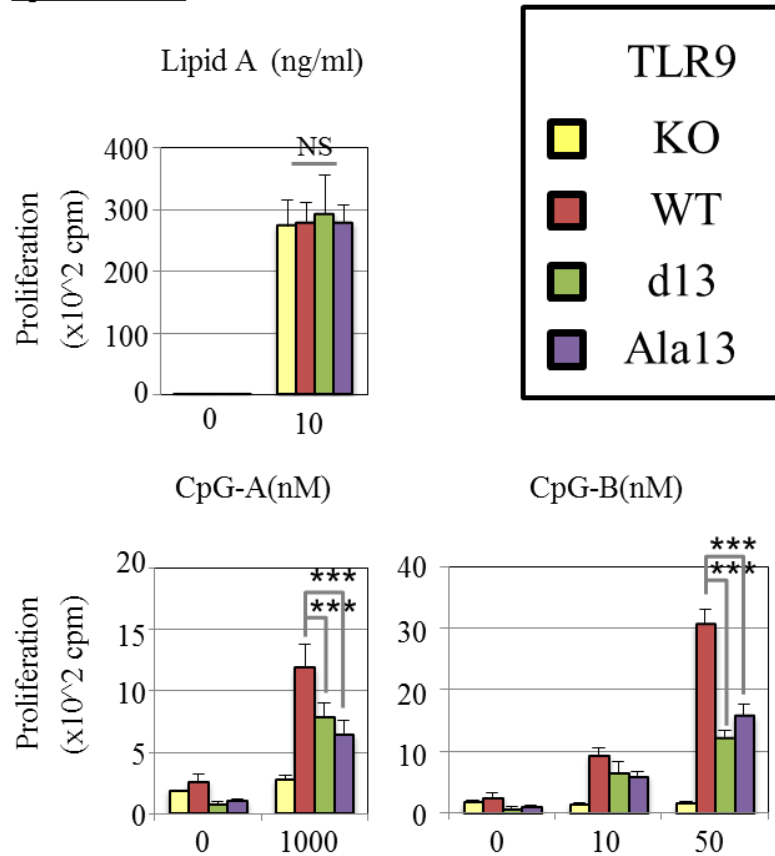 Lipid A (ng/ml)
TLR9
KO
WT
d13
Ala13
Proliferation
(x10^2 cpm)
400
300
200
100
0
NS
0
10
CpG-A(nM)
Proliferation
(x10^2 cpm)
20
15
10
5
0
***
***
0
1000
CpG-B(nM)
40
30
20
10
0
***
***
0
10
50